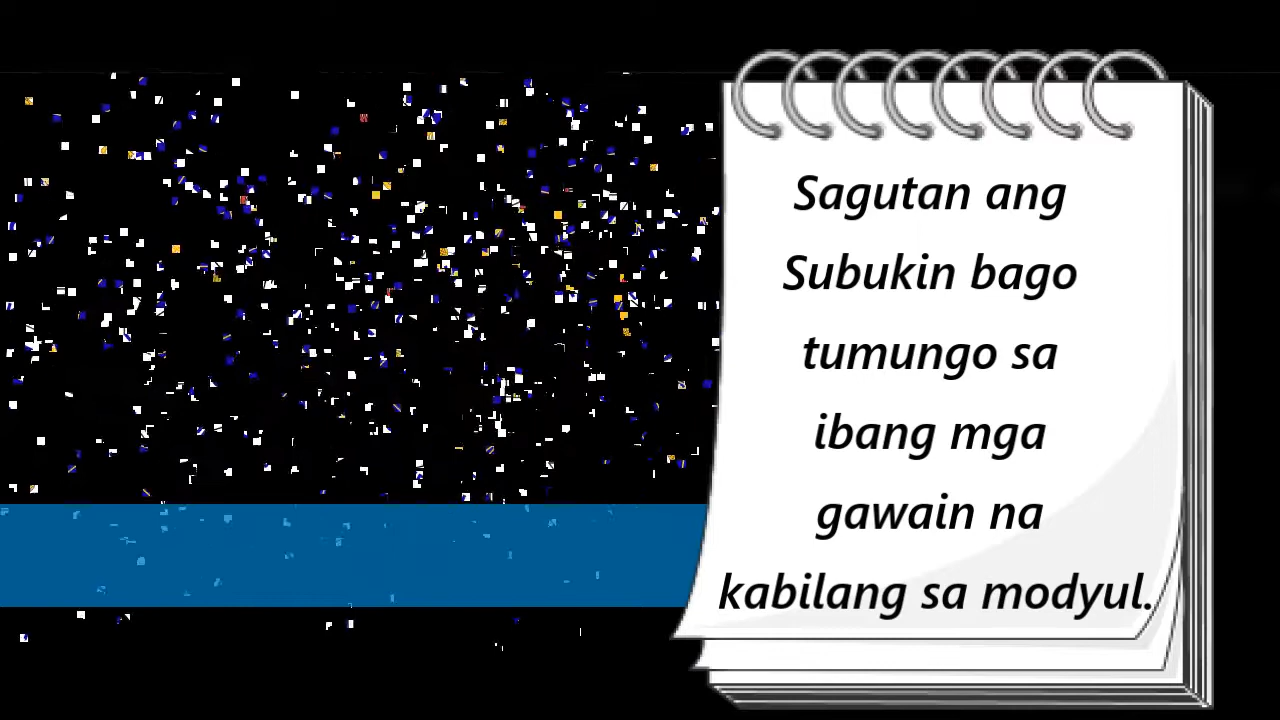 Sagutan ang
Subukin bago
tumungo sa
ibang mga
gawain na
kabilang sa modyul.